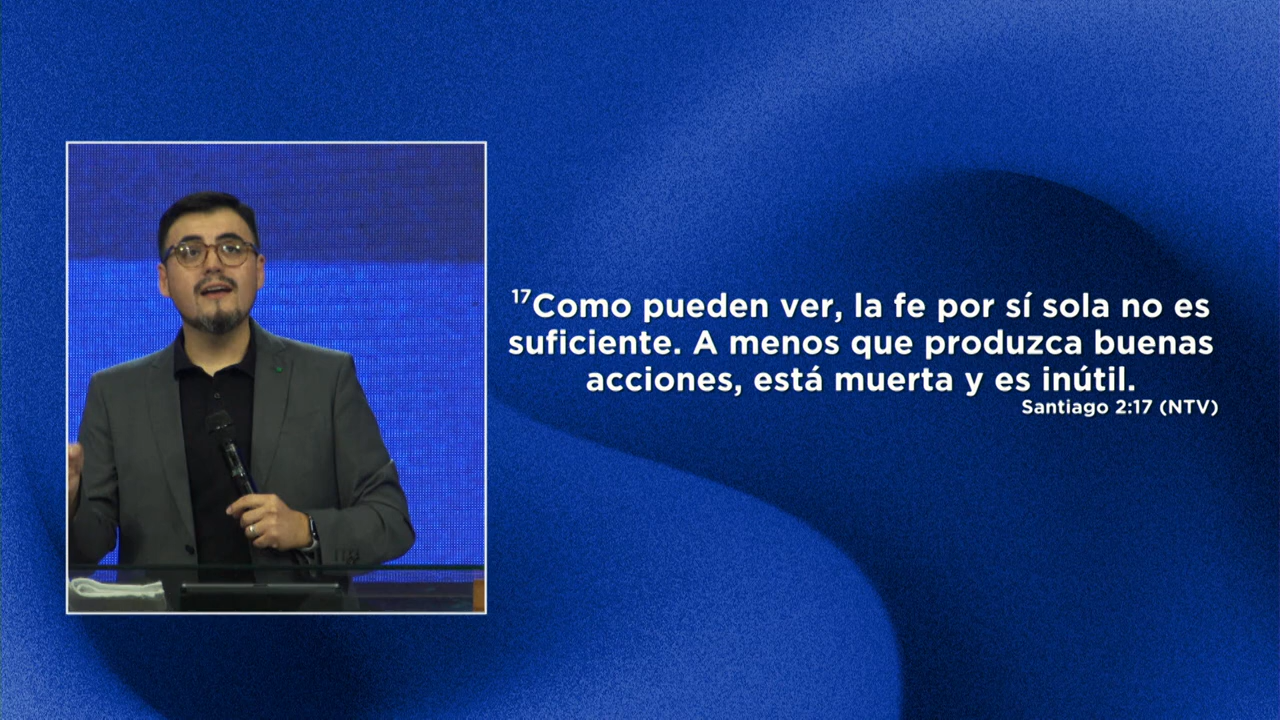 ¹⁷Como pueden ver, la fe por sí sola no es
suficiente. A menos que produzca buenas
acciones, está muerta y es inútil.
Santiago 2:17 (NTV)